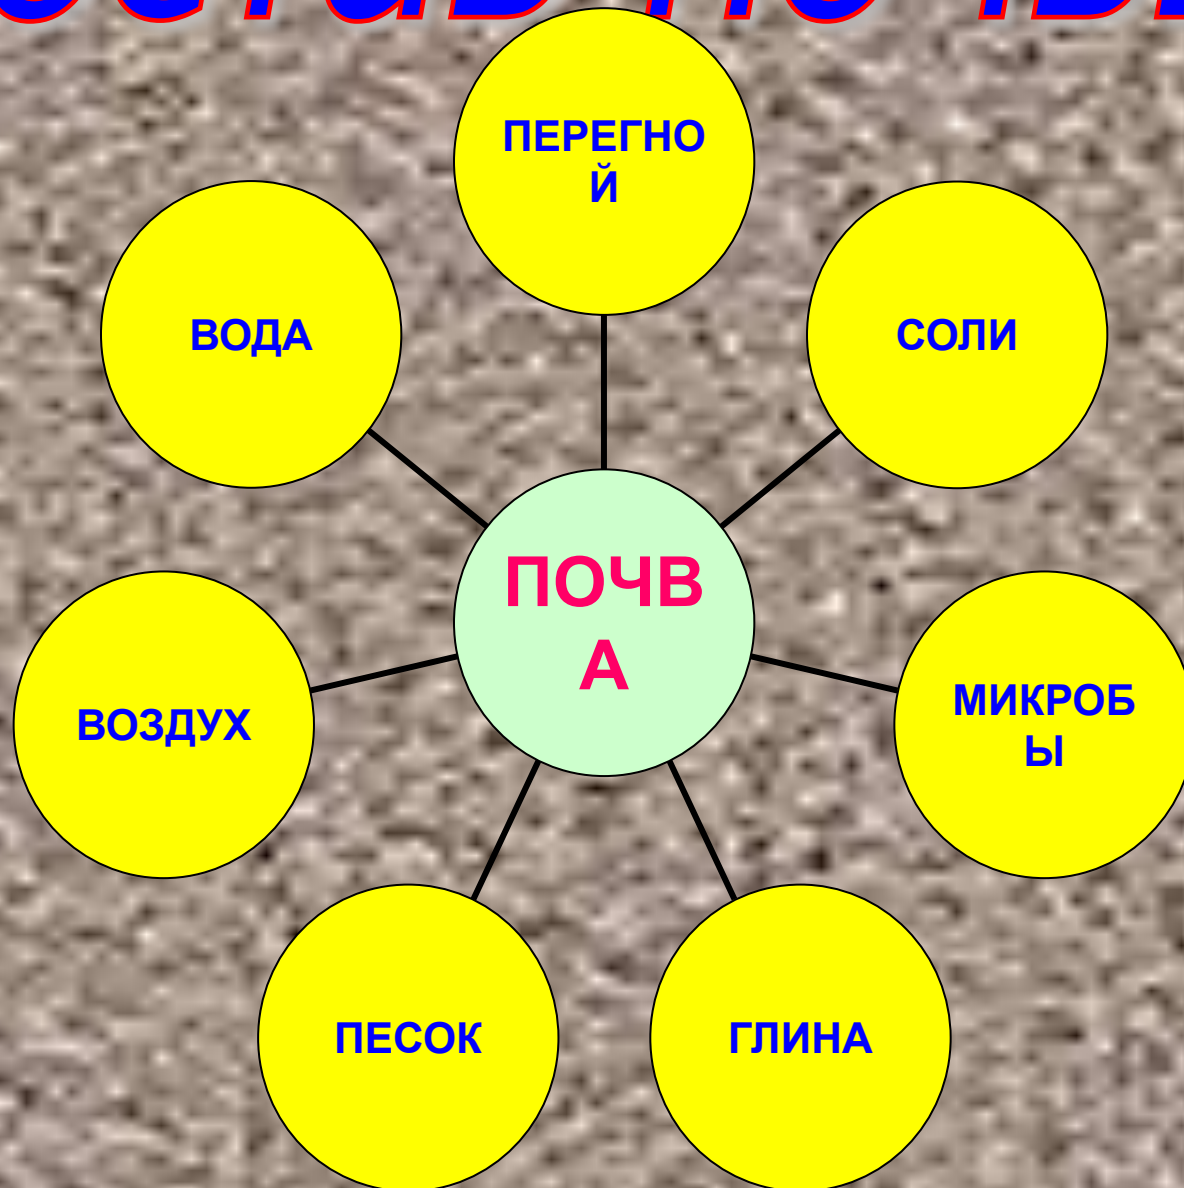 ПЕРЕГНО
Й
ВОДА
СОЛИ
ПОЧВ
А
МИКРОБ
Ы
ВОЗДУХ
ПЕСОК
ГЛИНА